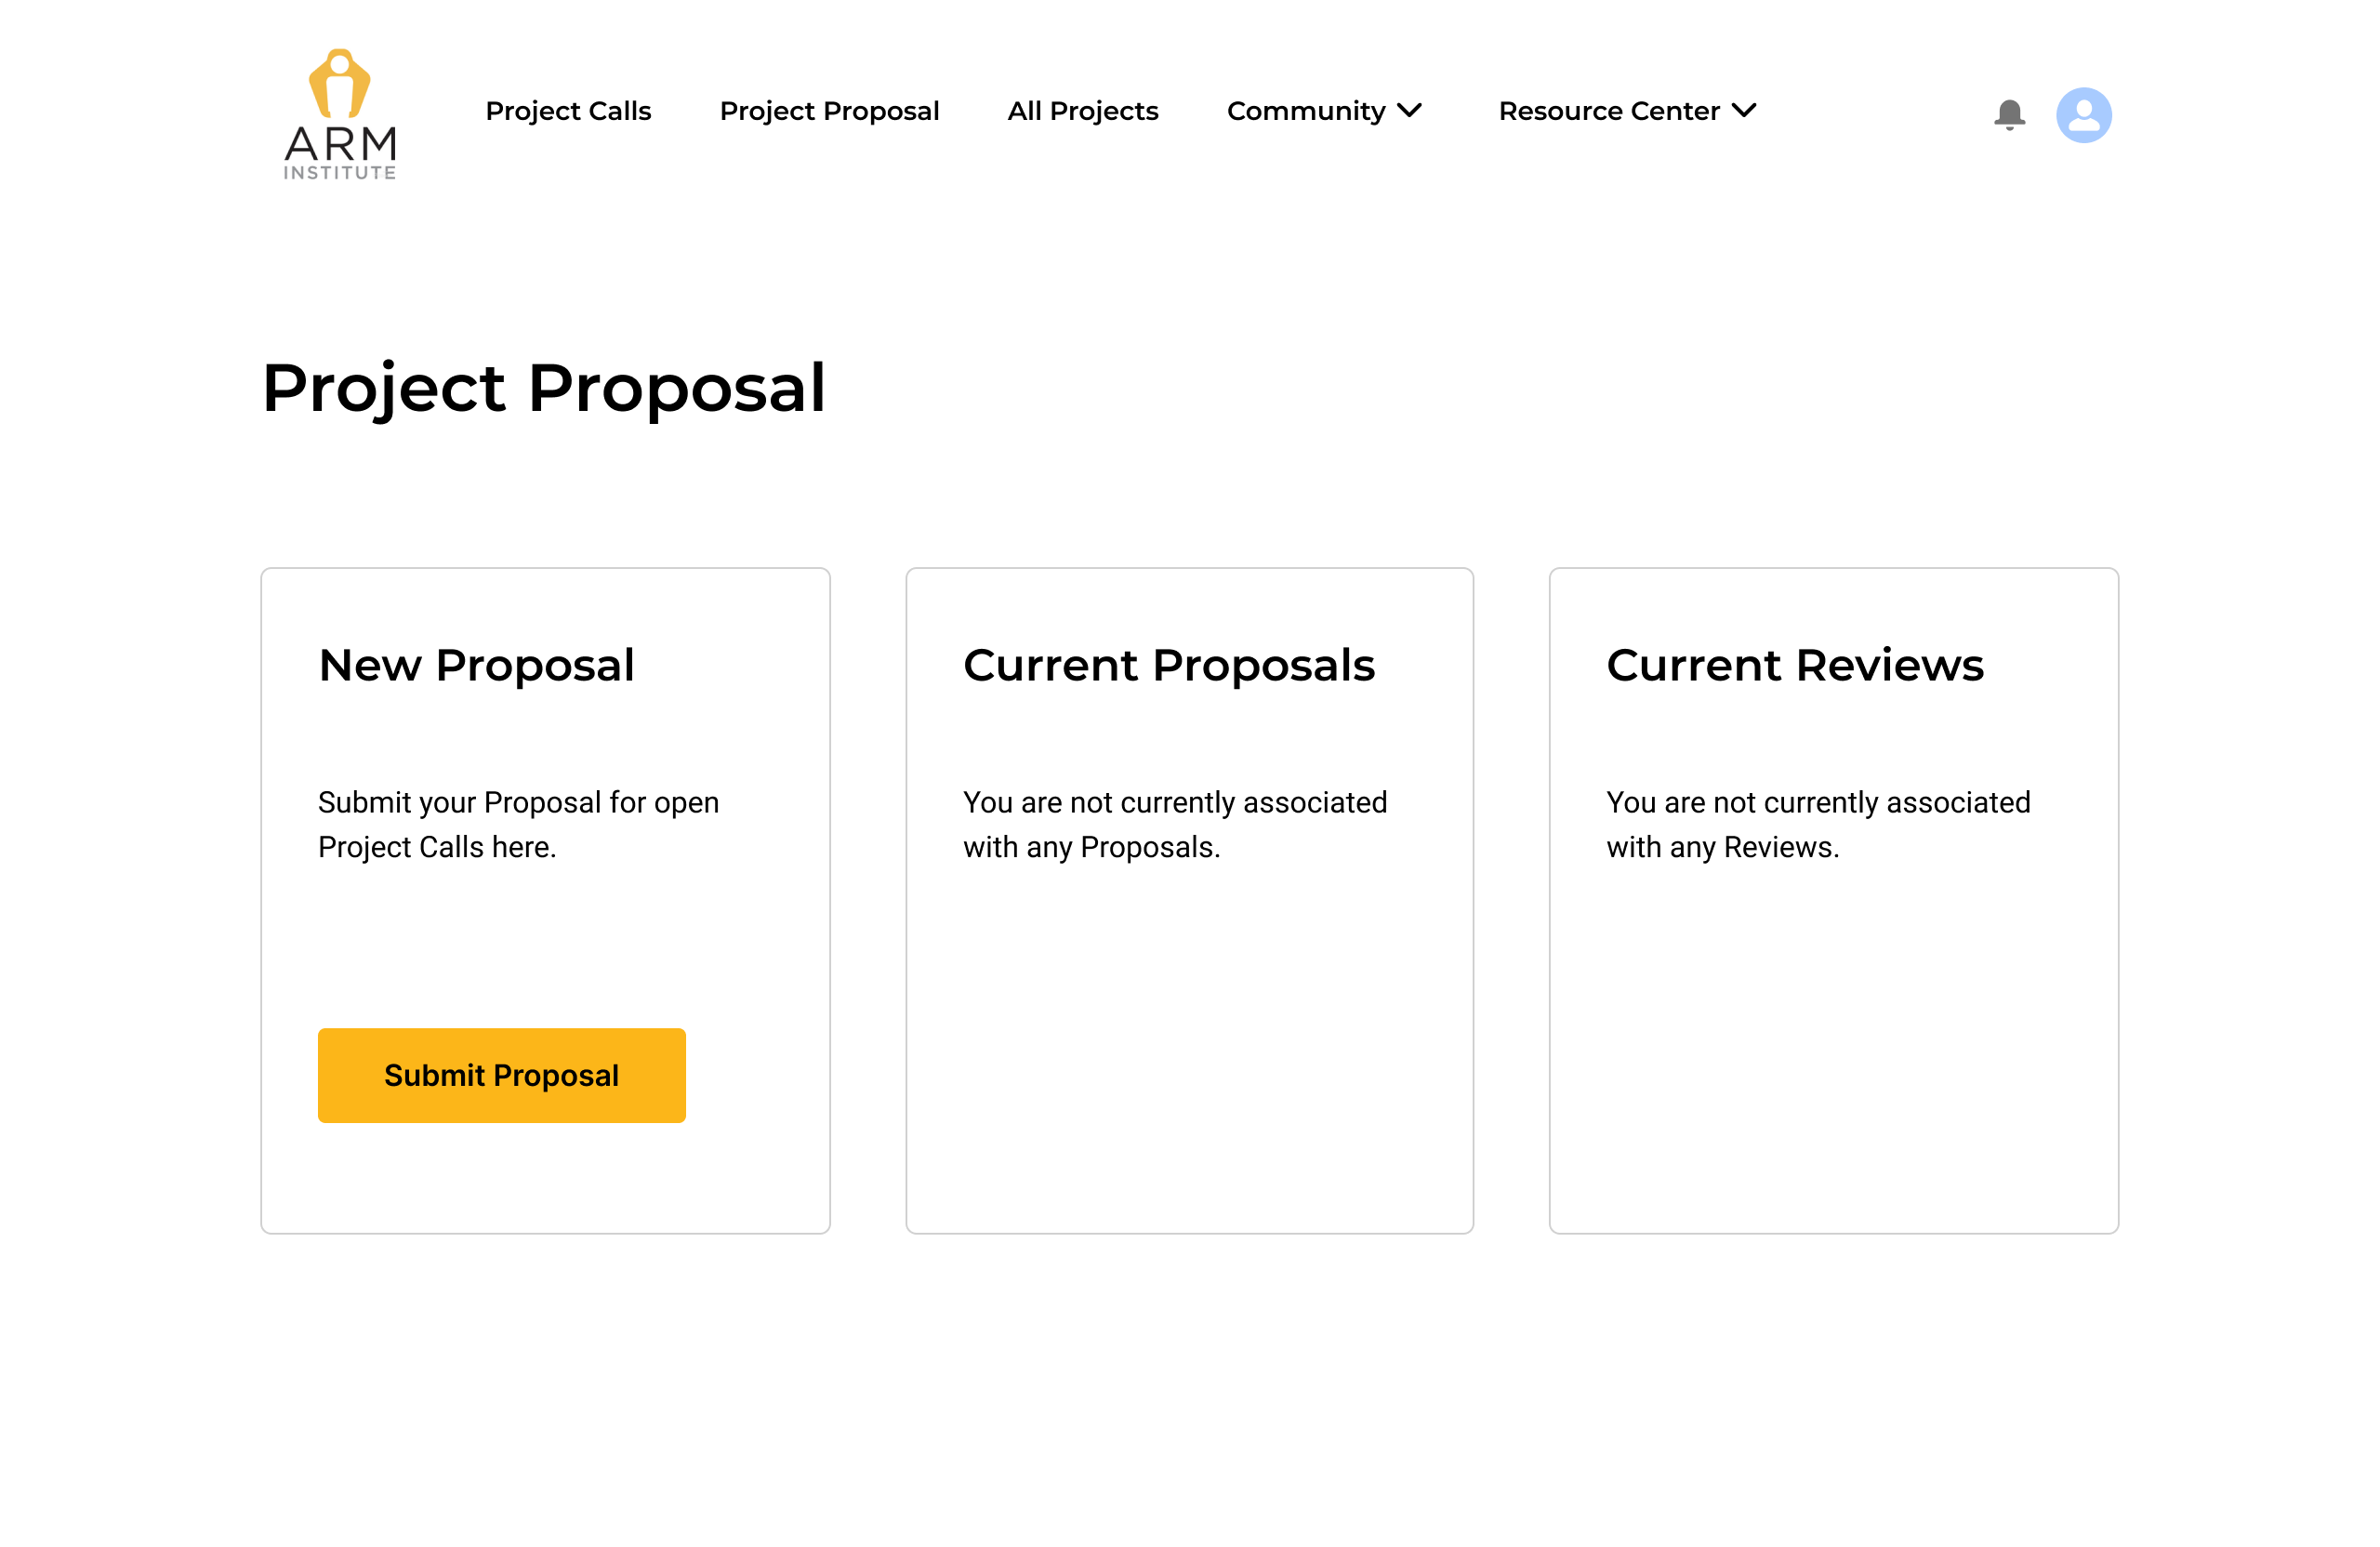 ARM
INSTITUTE
Project Calls
Project Proposal
All Projects
Community
Resource Center
Project Proposal
New Proposal
Submit your Proposal for open
Project Calls here.
Submit Proposal
Current Proposals
You are not currently associated
with any Proposals.
Current Reviews
You are not currently associated
with any Reviews.